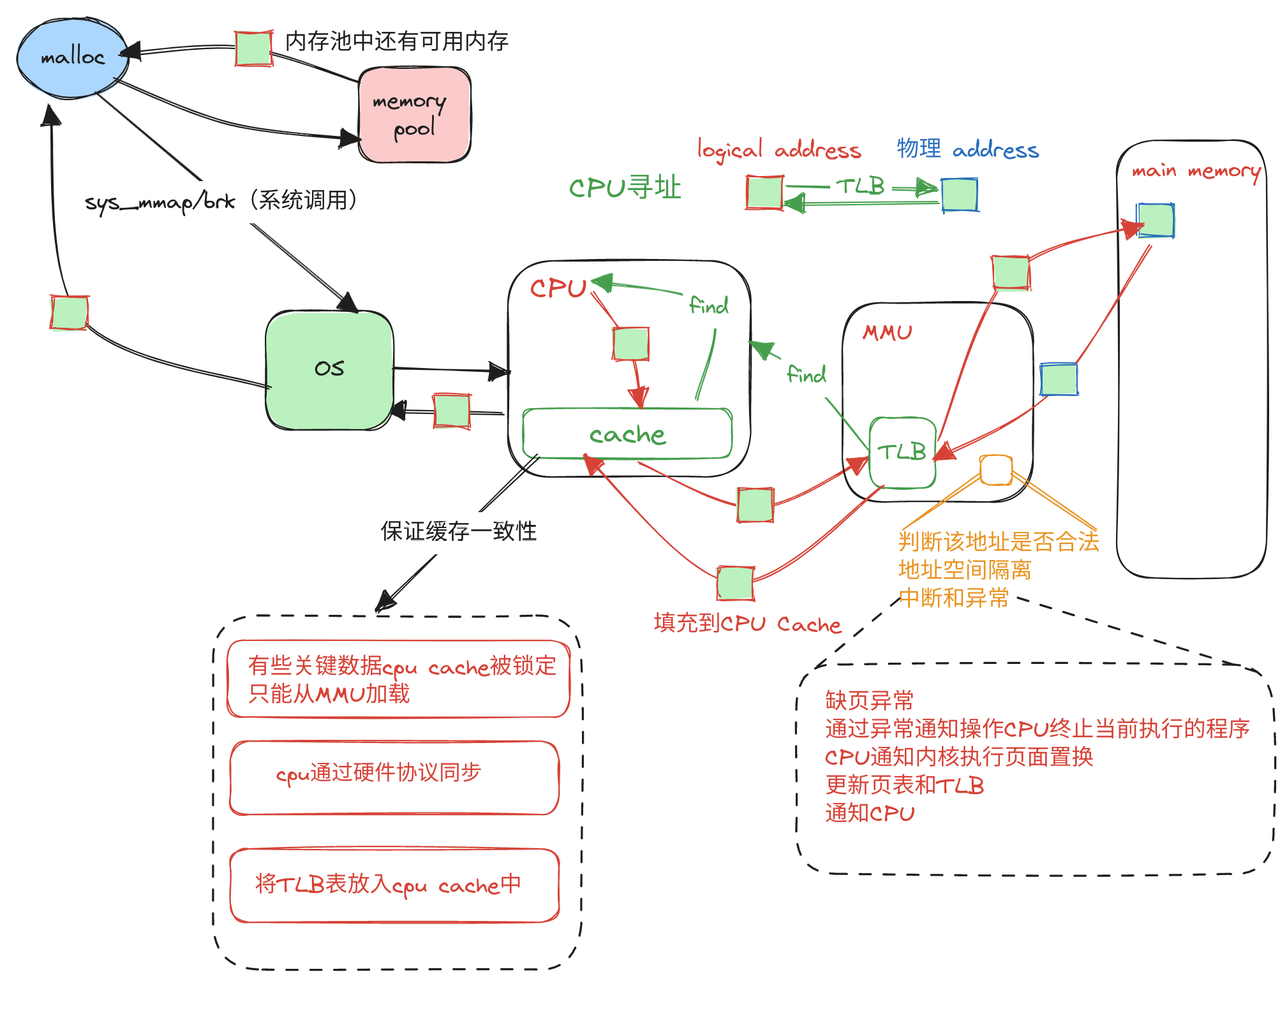 malloc
内存池中还有可用内存
memory
pool
sys_mmap/brk（系统调用）
OS
CPU寻址
logical address
TLB
物理 address
main memory
CPU
find
cache
find
MMU
TLB
保证缓存一致性
填充到CPU Cache
判断该地址是否合法
地址空间隔离
中断和异常
有些关键数据cpu cache被锁定
只能从MMU加载
cpu通过硬件协议同步
将TLB表放入cpu cache中
缺页异常
通过异常通知操作CPU终止当前执行的程序
CPU通知内核执行页面置换
更新页表和TLB
通知CPU